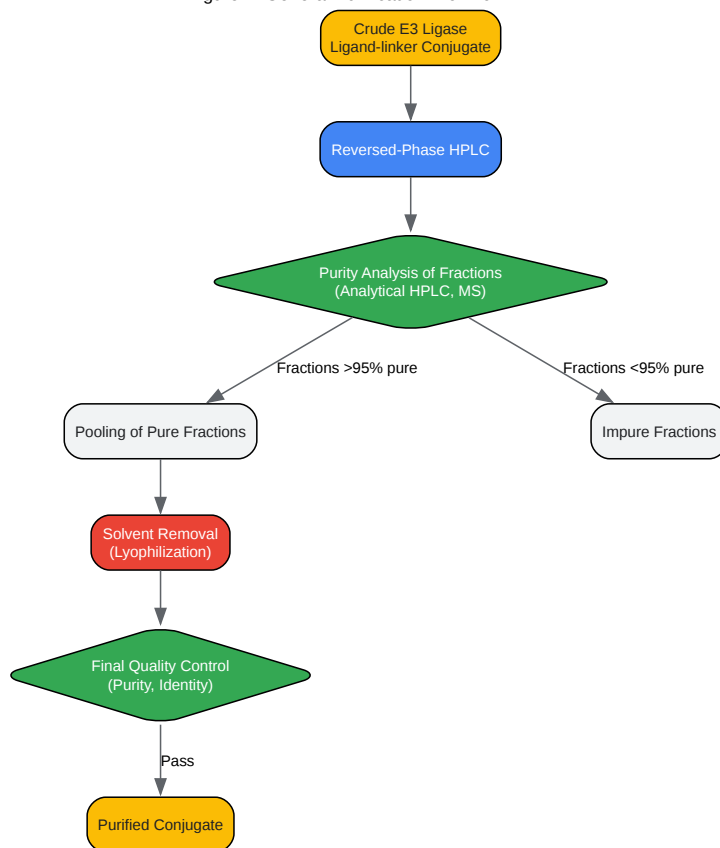 Crude E3 Ligase
Ligand-linker Conjugate
Reversed-Phase HPLC
Purity Analysis of Fractions
(Analytical HPLC, MS)
Fractions >95% pure
Fractions <95% pure
Pooling of Pure Fractions
Impure Fractions
Solvent Removal
(Lyophilization)
Final Quality Control
(Purity, Identity)
Pass
Purified Conjugate